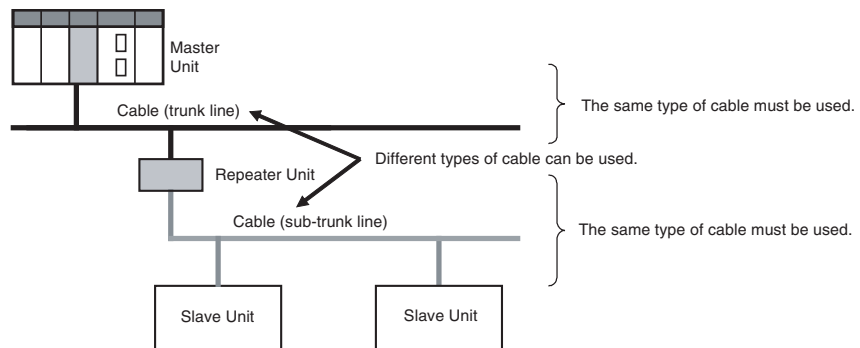 Master
Unit
Cable (trunk line)
The same type of cable must be used.
Different types of cable can be used.
Repeater Unit
Cable (sub-trunk line)
The same type of cable must be used.
Slave Unit
Slave Unit